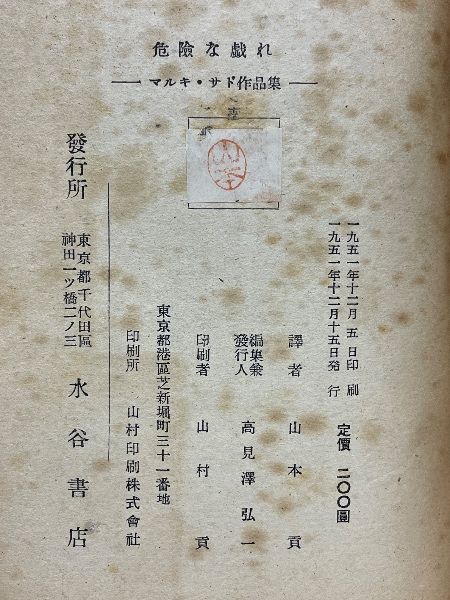 危險な戯れ
── マルキ・サド作品集 ──
一九五一年十二月 五 日印 刷
一九五一年十二月十五日発 行
定價 二〇〇圓
譯者 山本貢
編集兼
發行人 高見澤弘一
印刷者 山村貢
東京都港區芝新堀町三十一番地
印刷所 山村印刷株式會社
發行所 東京都千代田區
神田一ツ橋二ノ三 水谷書店